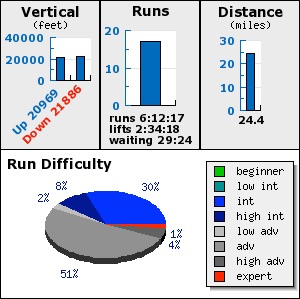 Vertical
(feet)
40000
20000
0
Up 20969
Down 21886
Runs
20
10
0
runs 6:12:17
lifts 2:34:18
waiting 29:24
Distance
(miles)
30
20
10
0
24.4
Run Difficulty
8%
30%
2%
1%
4%
51%
beginner
low int
int
high int
low adv
adv
high adv
expert